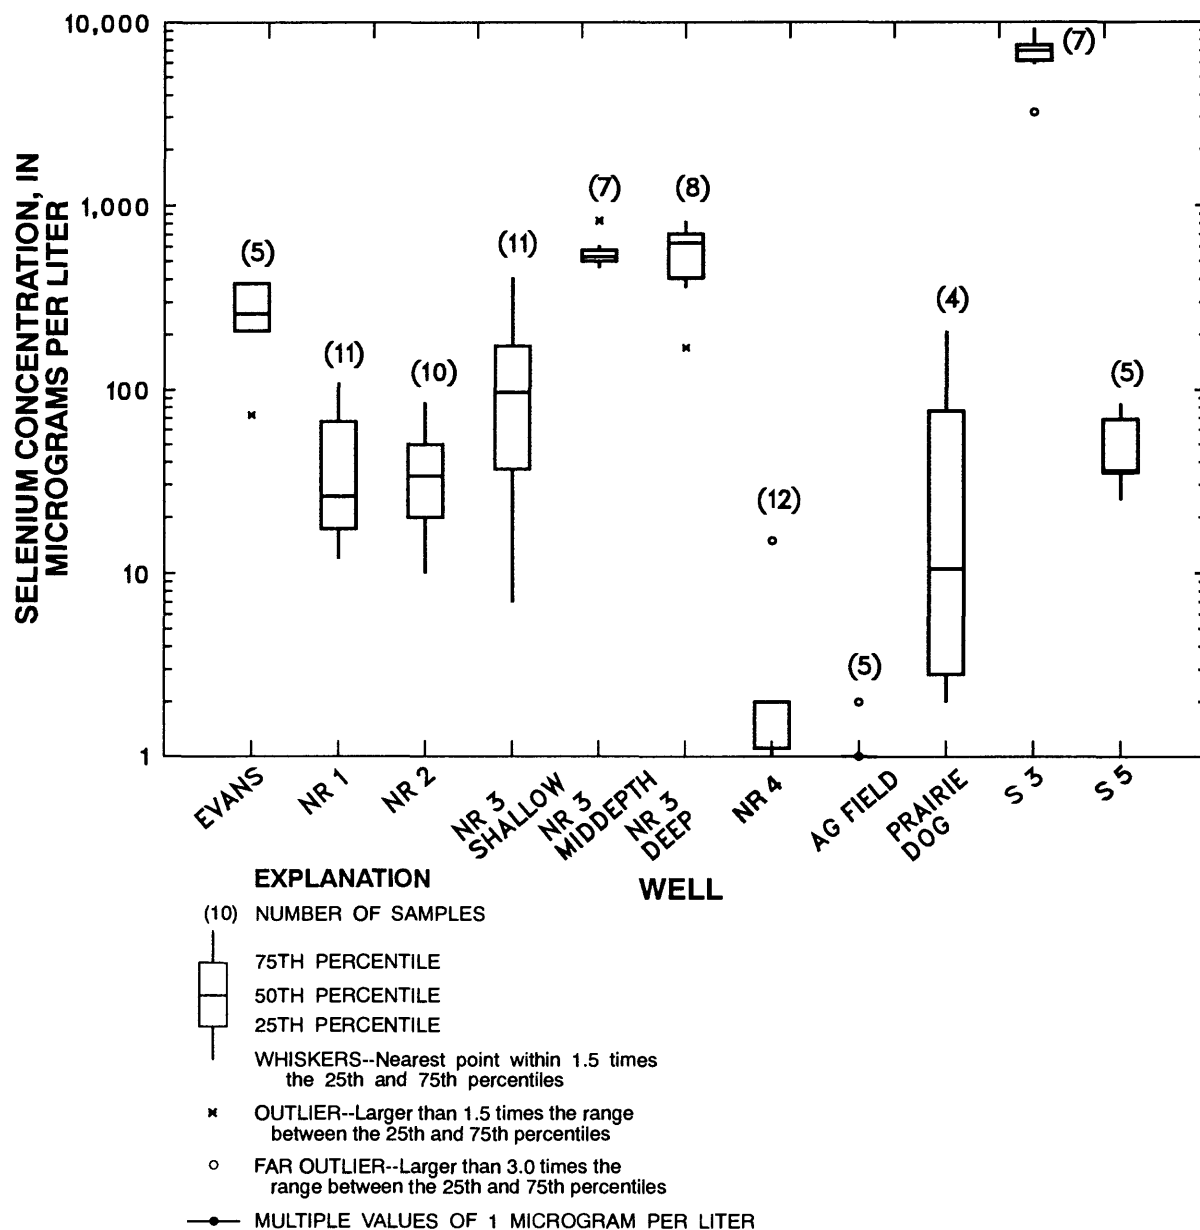 10,000
1,000
100
10
1
SELENIUM CONCENTRATION, IN
MICROGRAMS PER LITER
(5)
(11)
(10)
(11)
(7)
(8)
(12)
(5)
(4)
(7)
(5)
EVANS
NR 1
NR 2
NR 3
SHALLOW
NR 3
MIDDEPTH
NR 3
DEEP
NR 4
AG FIELD
PRAIRIE
DOG
S 3
S 5
WELL
EXPLANATION
(10) NUMBER OF SAMPLES
75TH PERCENTILE
50TH PERCENTILE
25TH PERCENTILE
WHISKERS--Nearest point within 1.5 times
the 25th and 75th percentiles
OUTLIER--Larger than 1.5 times the range
between the 25th and 75th percentiles
FAR OUTLIER--Larger than 3.0 times the
range between the 25th and 75th percentiles
MULTIPLE VALUES OF 1 MICROGRAM PER LITER